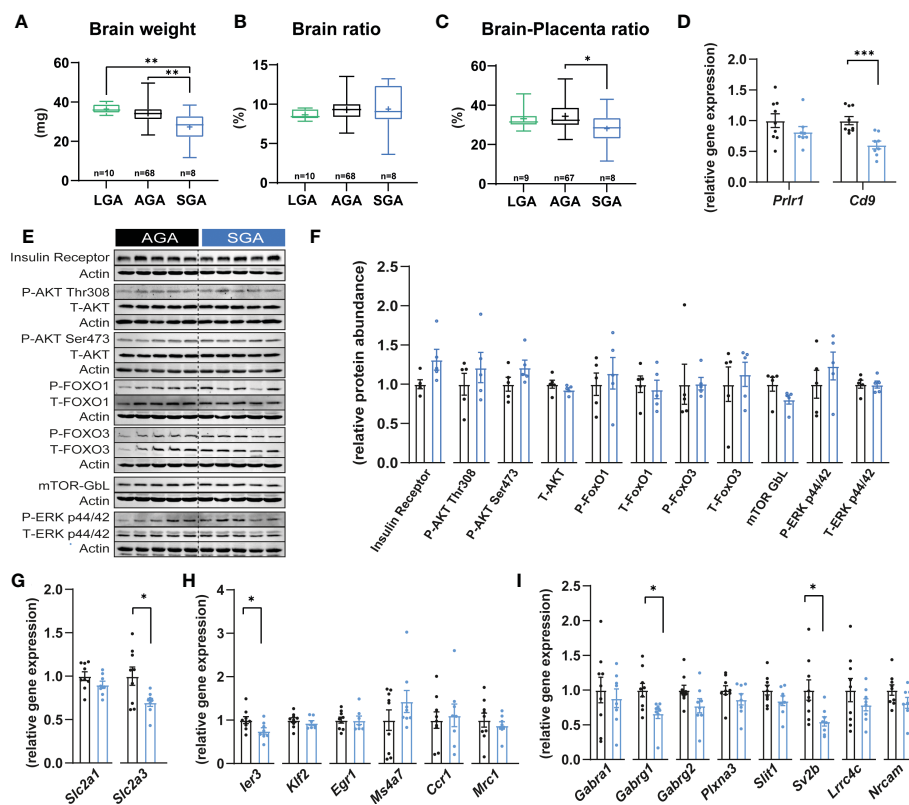 A Brain weight
(mg)
60
40
20
0
**
**
n=10 n=68 n=8
LGA AGA SGA
B Brain ratio
(%)
15
10
5
0
n=10 n=68 n=8
LGA AGA SGA
C Brain-Placenta ratio
(%)
60
40
20
0
*
n=9 n=67 n=8
LGA AGA SGA
D
(relative gene expression)
2.0
1.5
1.0
0.5
0.0
***
Prlr1 Cd9
E
AGA SGA
Insulin Receptor
Actin
P-AKT Thr308
T-AKT
Actin
P-AKT Ser473
T-AKT
Actin
P-FOXO1
T-FOXO1
Actin
P-FOXO3
T-FOXO3
Actin
mTOR-GbL
Actin
P-ERK p44/42
T-ERK p44/42
Actin
F
(relative protein abundance)
2.5
2.0
1.5
1.0
0.5
0.0
Insulin Receptor
P-AKT Thr308
P-AKT Ser473
T-AKT
P-FoxO1
T-FoxO1
P-FoxO3
T-FoxO3
mTOR GbL
P-ERK p44/42
T-ERK p44/42
G
(relative gene expression)
2.0
1.5
1.0
0.5
0.0
*
Slc2a1
Slc2a3
H
(relative gene expression)
4
3
2
1
0
*
Ier3
Klf2
Egr1
Ms4a7
Ccr1
Mrc1
I
(relative gene expression)
2.5
2.0
1.5
1.0
0.5
0.0
*
*
Gabra1
Gabrg1
Gabrg2
Plxna3
Slit1
Sv2b
Lrrc4c
Nrcam